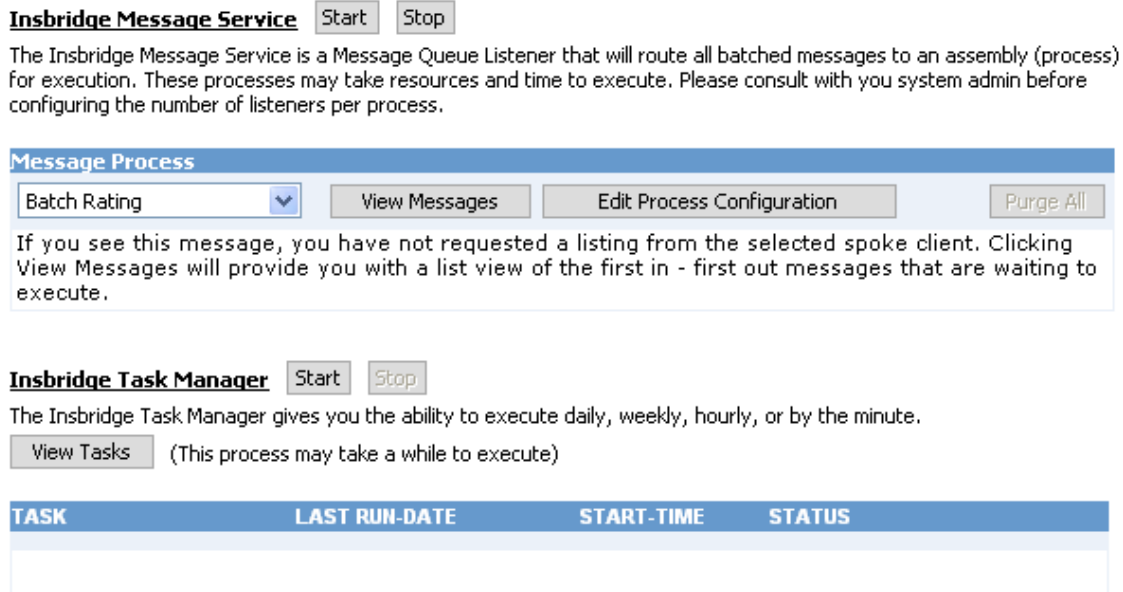 Insbridge Message Service Start Stop
The Insbridge Message Service is a Message Queue Listener that will route all batched messages to an assembly (process)
for execution. These processes may take resources and time to execute. Please consult with you system admin before
configuring the number of listeners per process.
Message Process
Batch Rating View Messages Edit Process Configuration Purge All
If you see this message, you have not requested a listing from the selected spoke client. Clicking
View Messages will provide you with a list view of the first in - first out messages that are waiting to
execute.
Insbridge Task Manager Start Stop
The Insbridge Task Manager gives you the ability to execute daily, weekly, hourly, or by the minute.
View Tasks (This process may take a while to execute)
TASK LAST RUN-DATE START-TIME STATUS